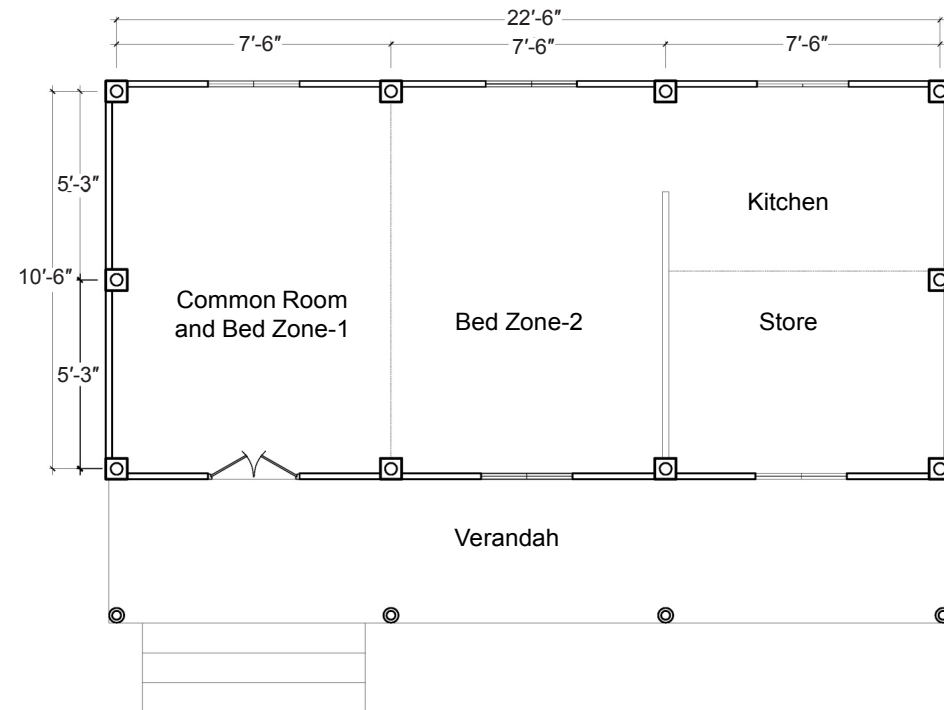 22′-6″
7′-6″
7′-6″
7′-6″
5′-3″
Kitchen
10′-6″
Common Room
and Bed Zone-1
Bed Zone-2
Store
5′-3″
Verandah